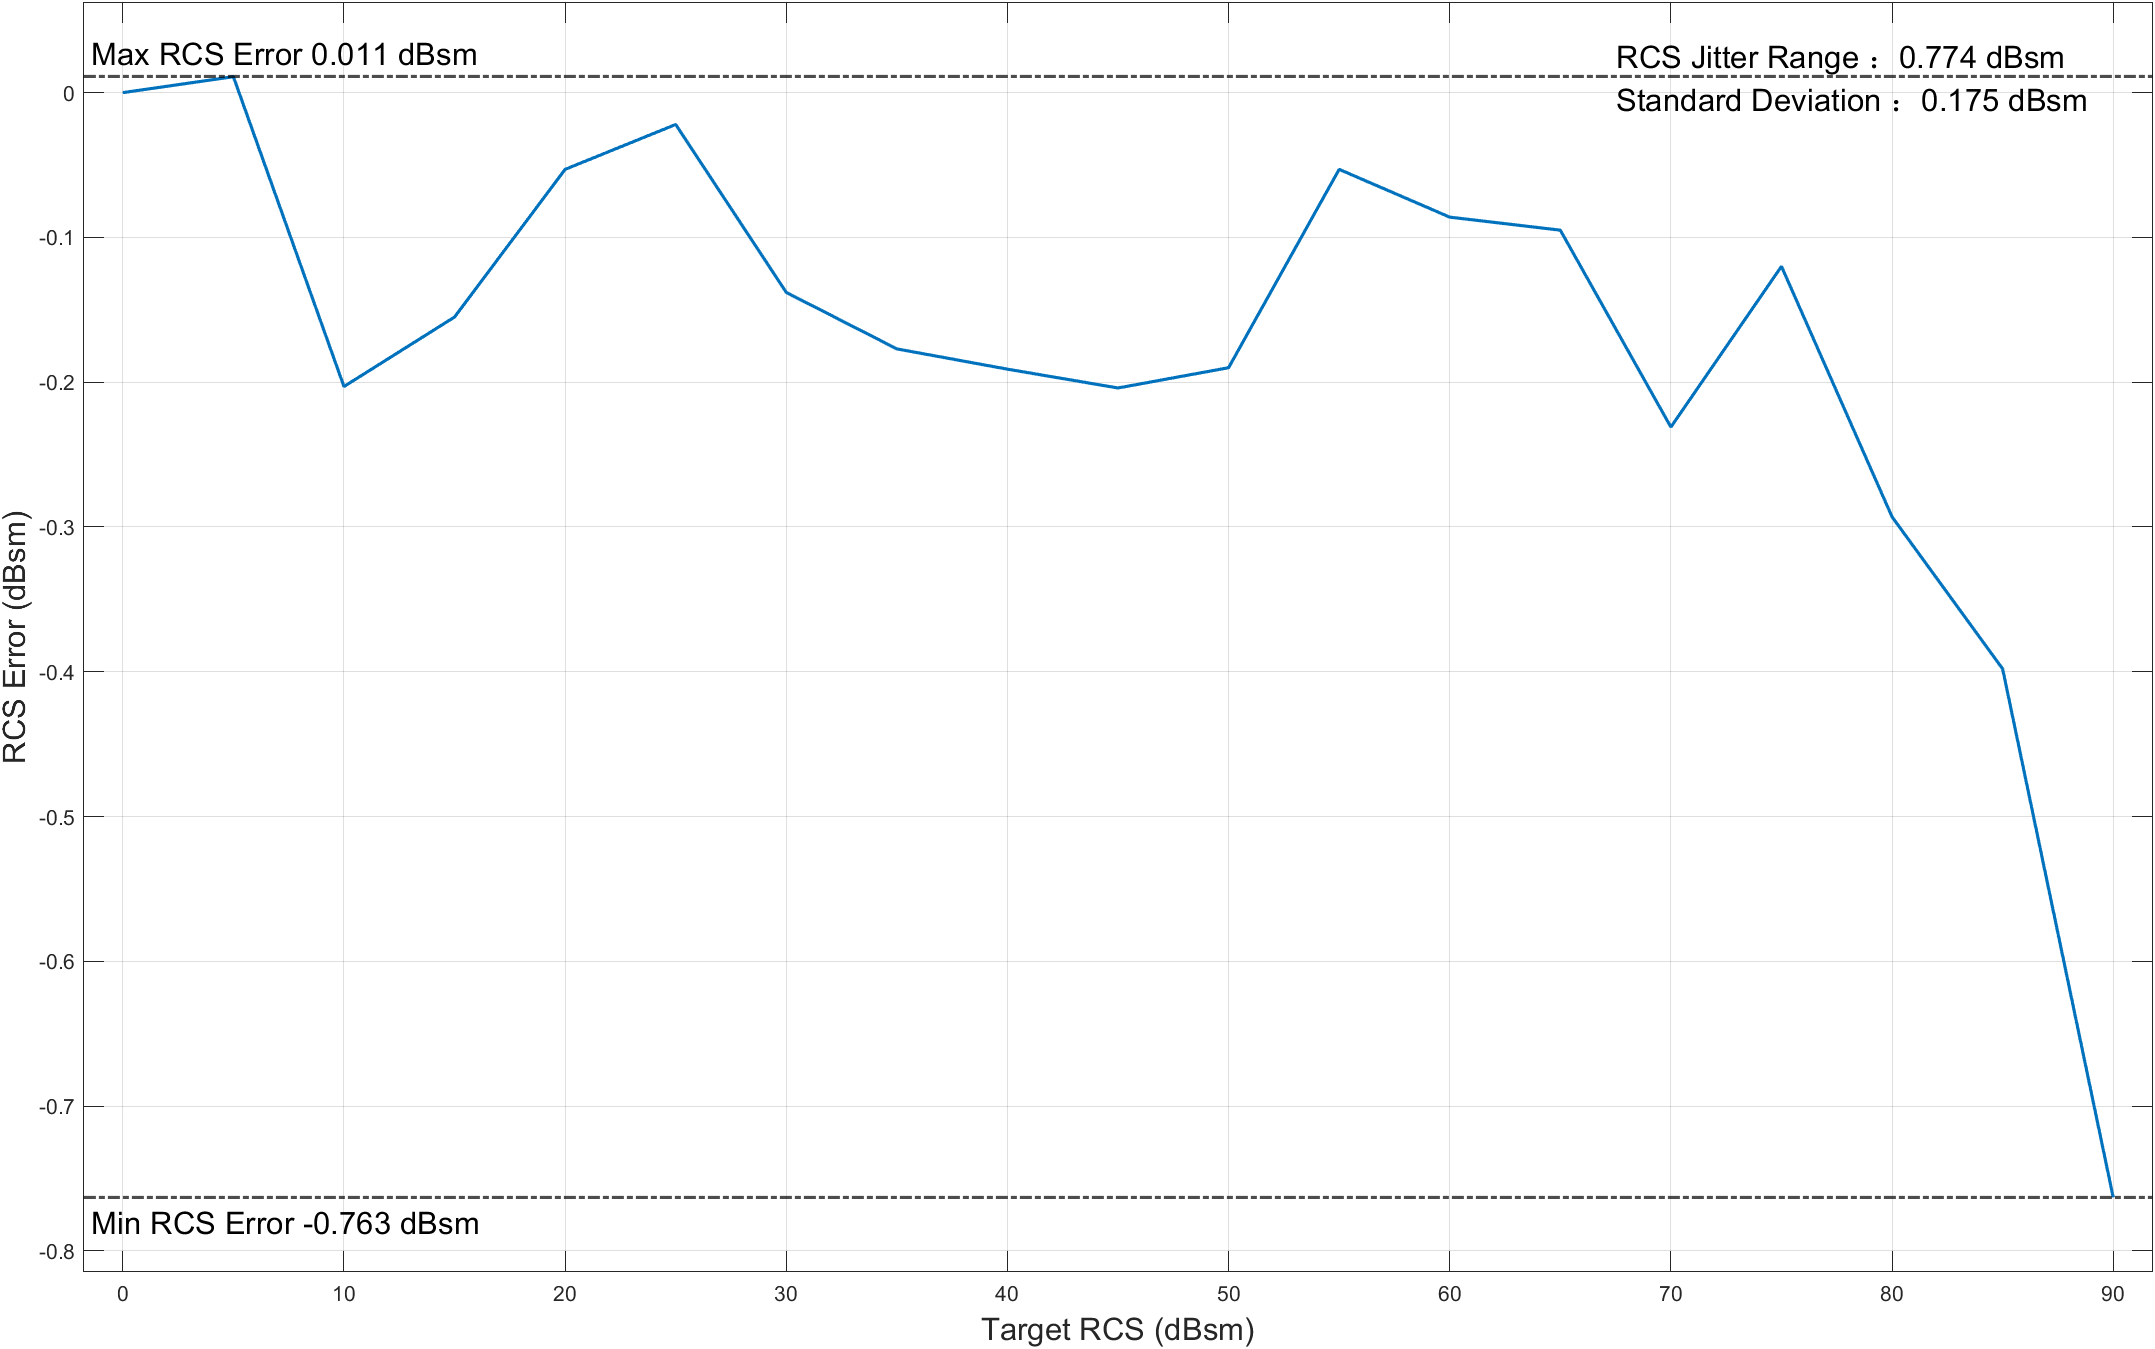 Max RCS Error 0.011 dBsm
RCS Jitter Range：0.774 dBsm
Standard Deviation：0.175 dBsm
0
-0.1
-0.2
-0.3
-0.4
-0.5
-0.6
-0.7
-0.8
RCS Error (dBsm)
Min RCS Error -0.763 dBsm
0 10 20 30 40 50 60 70 80 90
Target RCS (dBsm)